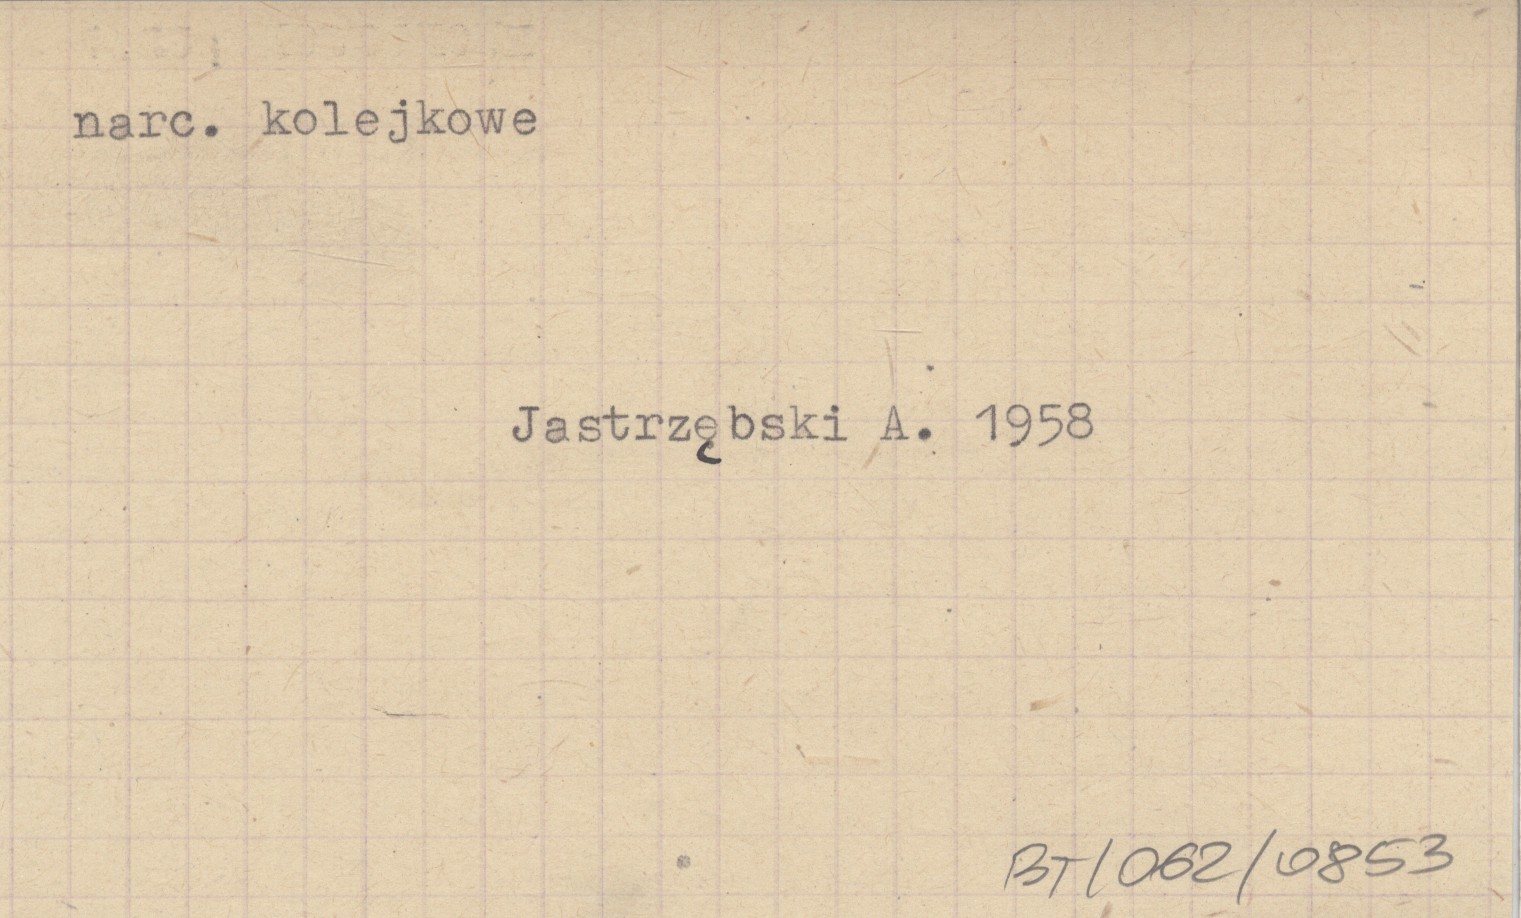 narc. kolejkowe
Jastrzębski A. 1958
BT/062/0853